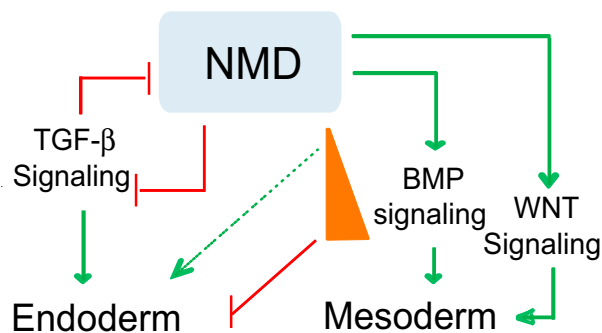 NMD
TGF-β
Signaling
BMP
signaling
WNT
Signaling
Endoderm
Mesoderm